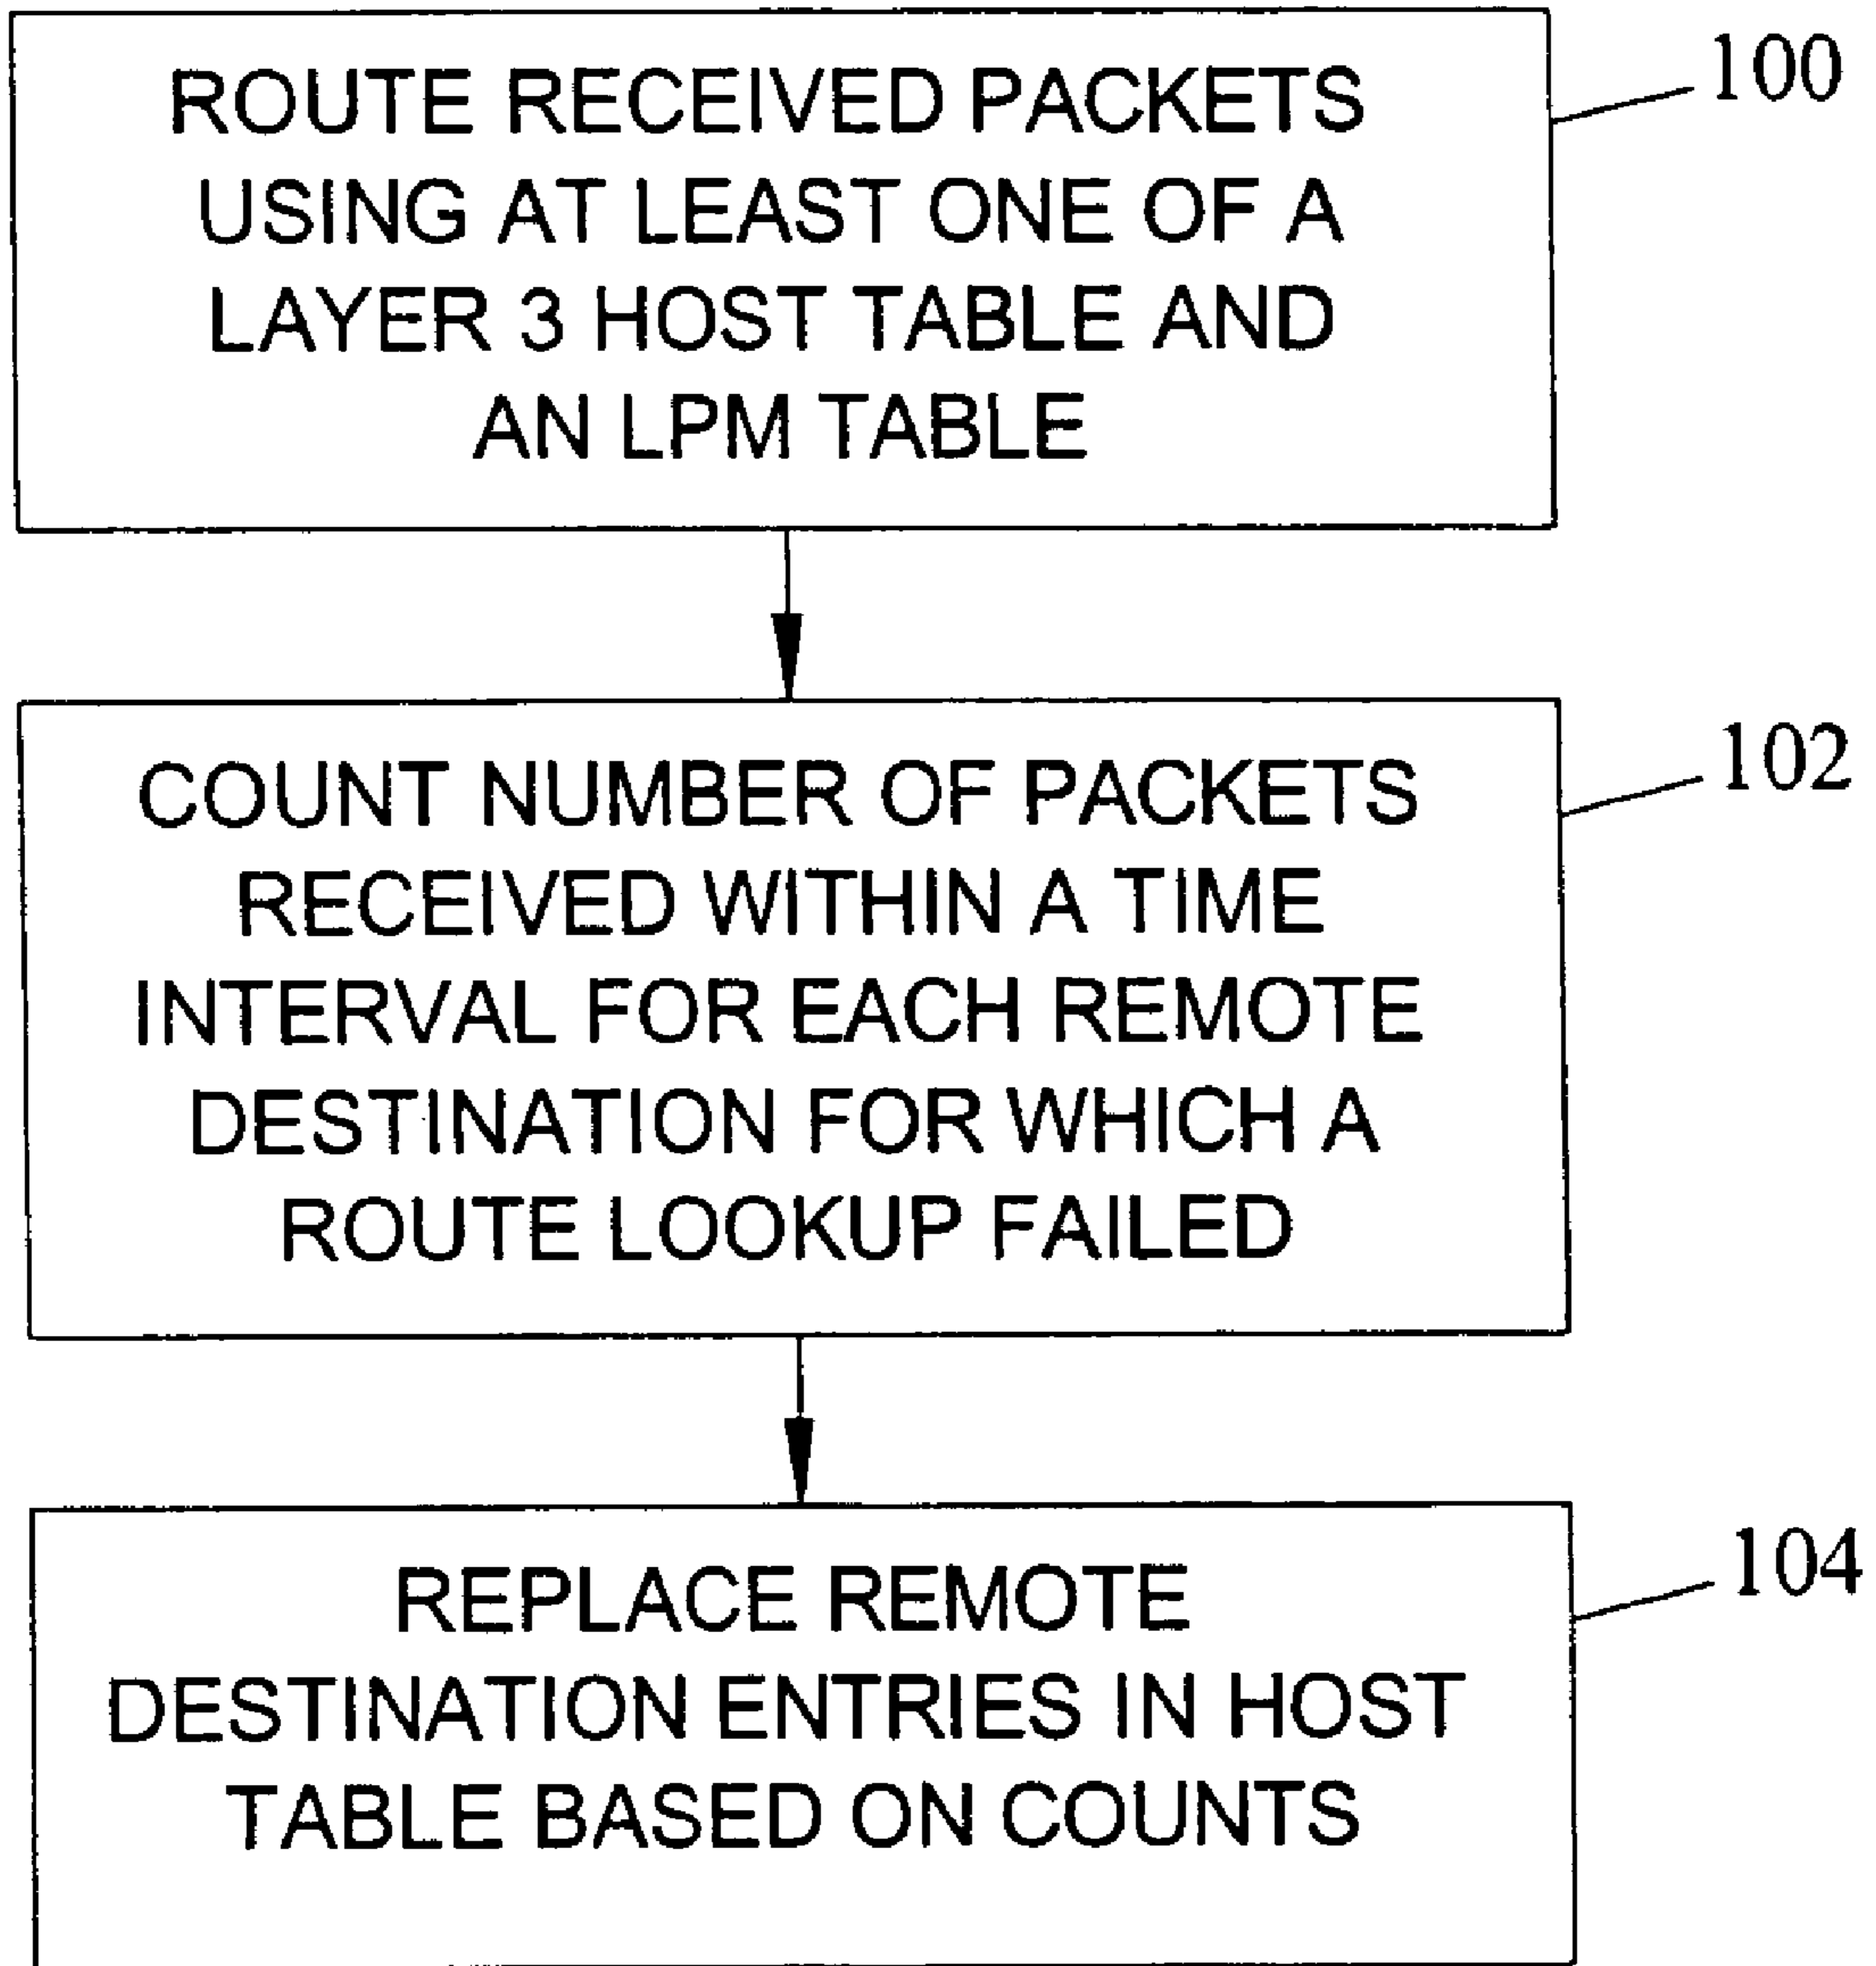 ROUTE RECEIVED PACKETS
USING AT LEAST ONE OF A
LAYER 3 HOST TABLE AND
AN LPM TABLE
100
COUNT NUMBER OF PACKETS
RECEIVED WITHIN A TIME
INTERVAL FOR EACH REMOTE
DESTINATION FOR WHICH A
ROUTE LOOKUP FAILED
102
REPLACE REMOTE
DESTINATION ENTRIES IN HOST
TABLE BASED ON COUNTS
104